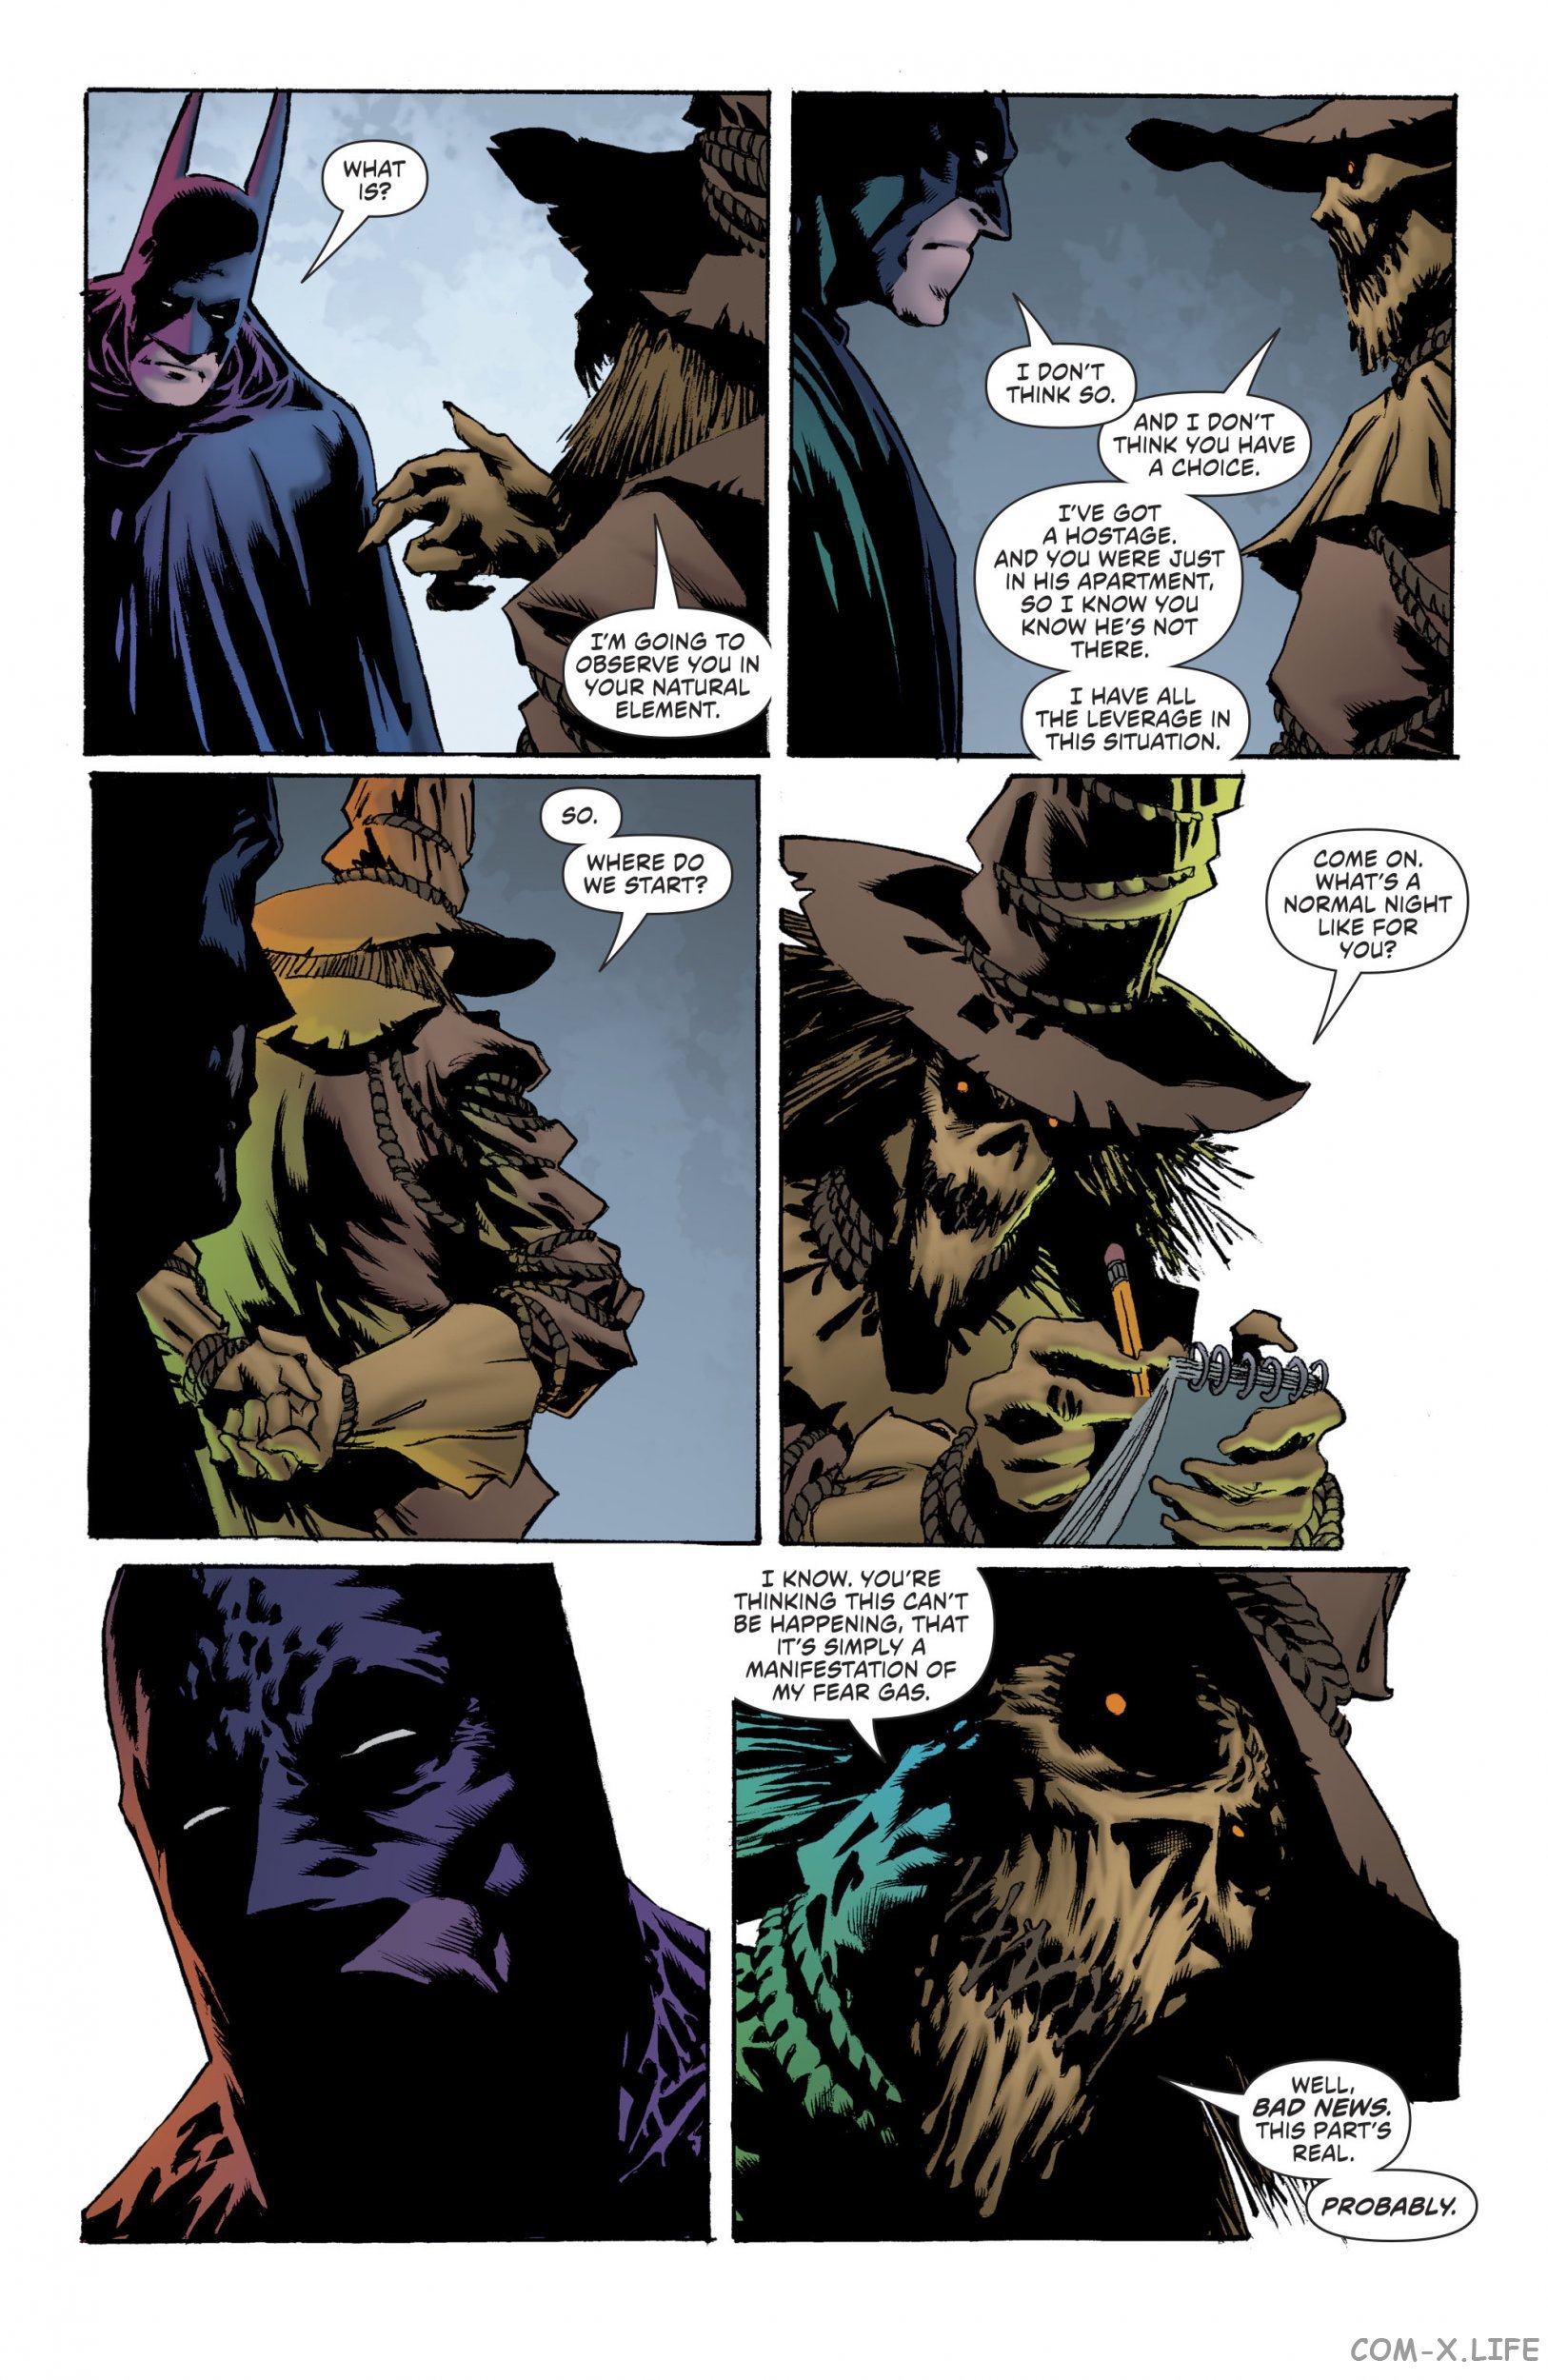 WHAT
IS?
I'M GOING TO
OBSERVE YOU IN
YOUR NATURAL
ELEMENT.
I DON'T
THINK SO.
AND I DON'T
THINK YOU HAVE
A CHOICE.
I'VE GOT
A HOSTAGE.
AND YOU WERE JUST
IN HIS APARTMENT,
SO I KNOW YOU
KNOW HE'S NOT
THERE.
I HAVE ALL
THE LEVERAGE IN
THIS SITUATION.
SO.
WHERE DO
WE START?
COME ON.
WHAT'S A
NORMAL NIGHT
LIKE FOR
YOU?
I KNOW. YOU'RE
THINKING THIS CAN'T
BE HAPPENING, THAT
IT'S SIMPLY A
MANIFESTATION OF
MY FEAR GAS.
WELL,
BAD NEWS.
THIS PART'S
REAL.
PROBABLY.
COM-X.LIFE